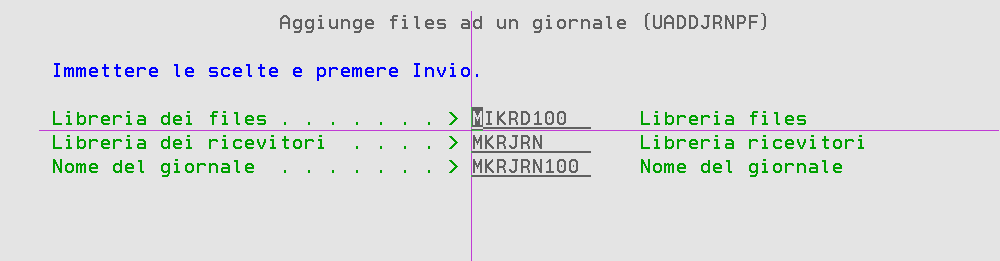 Aggiunge files ad un giornale (UADDJRNPF)
Immettere le scelte e premere Invio.
Libreria dei files . . . . . . . > MIKRD100 Libreria files
Libreria dei ricevitori . . . . > MKRJRN Libreria ricevitori
Nome del giornale . . . . . . . > MKRJRN100 Nome del giornale